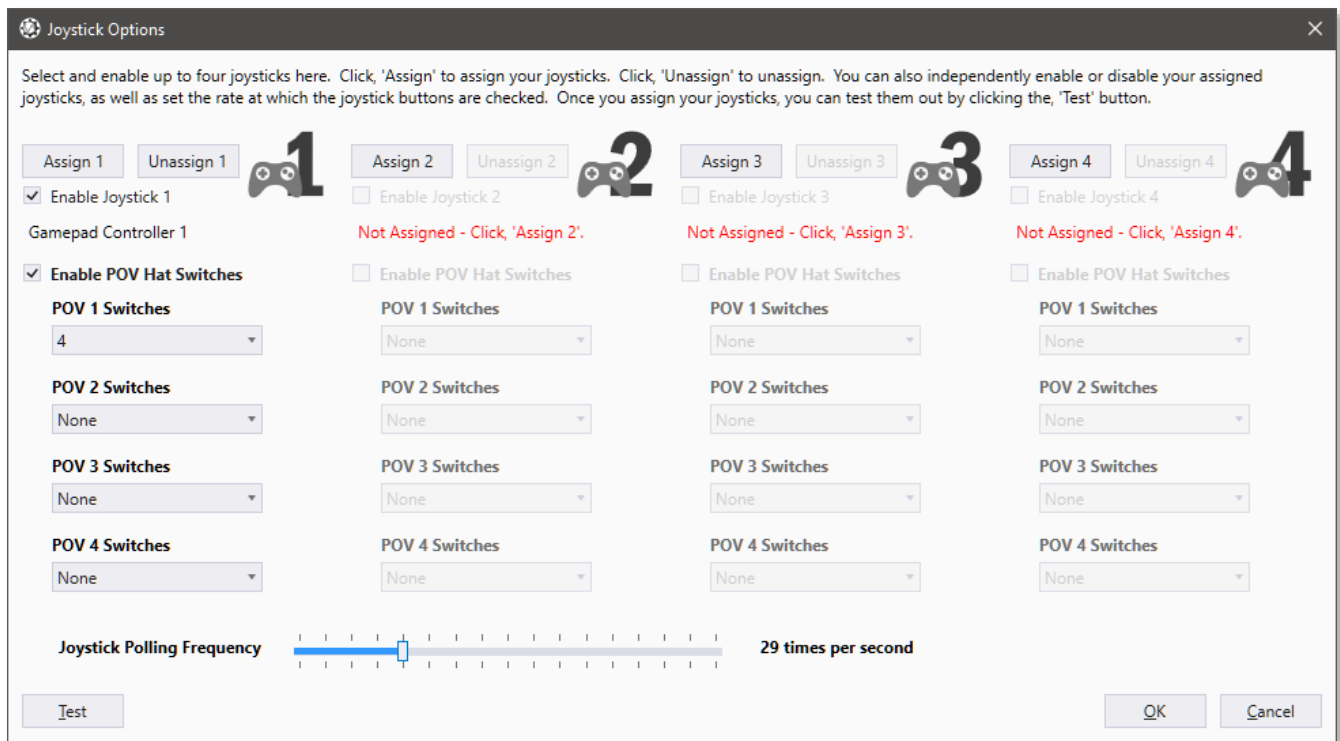 Joystick Options
Select and enable up to four joysticks here.  Click, 'Assign' to assign your joysticks.  Click, 'Unassign' to unassign.  You can also independently enable or disable your assigned
joysticks, as well as set the rate at which the joystick buttons are checked.  Once you assign your joysticks, you can test them out by clicking the, 'Test' button.
Assign 1 Unassign 1 1 Assign 2 Unassign 2 2 Assign 3 Unassign 3 3 Assign 4 Unassign 4 4
Enable Joystick 1 Enable Joystick 2 Enable Joystick 3 Enable Joystick 4
Gamepad Controller 1 Not Assigned - Click, 'Assign 2'. Not Assigned - Click, 'Assign 3'. Not Assigned - Click, 'Assign 4'.
Enable POV Hat Switches Enable POV Hat Switches Enable POV Hat Switches Enable POV Hat Switches
POV 1 Switches POV 1 Switches POV 1 Switches POV 1 Switches
4 None None None
POV 2 Switches POV 2 Switches POV 2 Switches POV 2 Switches
None None None None
POV 3 Switches POV 3 Switches POV 3 Switches POV 3 Switches
None None None None
POV 4 Switches POV 4 Switches POV 4 Switches POV 4 Switches
None None None None
Joystick Polling Frequency 29 times per second
Test OK Cancel